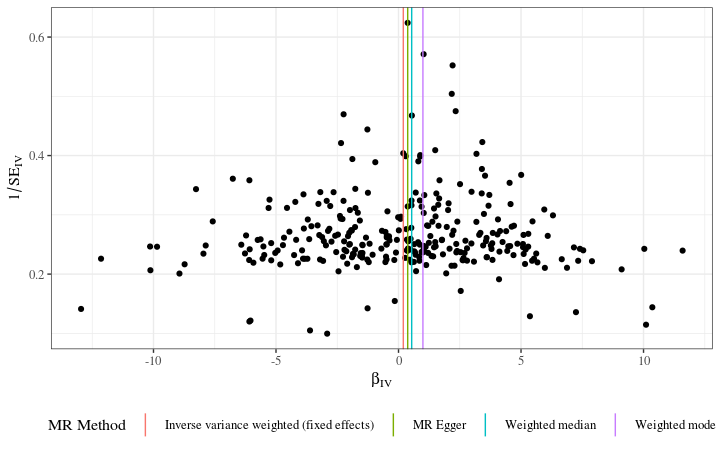 0.6
0.4
0.2
1/SE_IV
-10 -5 0 5 10
β_IV
MR Method Inverse variance weighted (fixed effects) MR Egger Weighted median Weighted mode